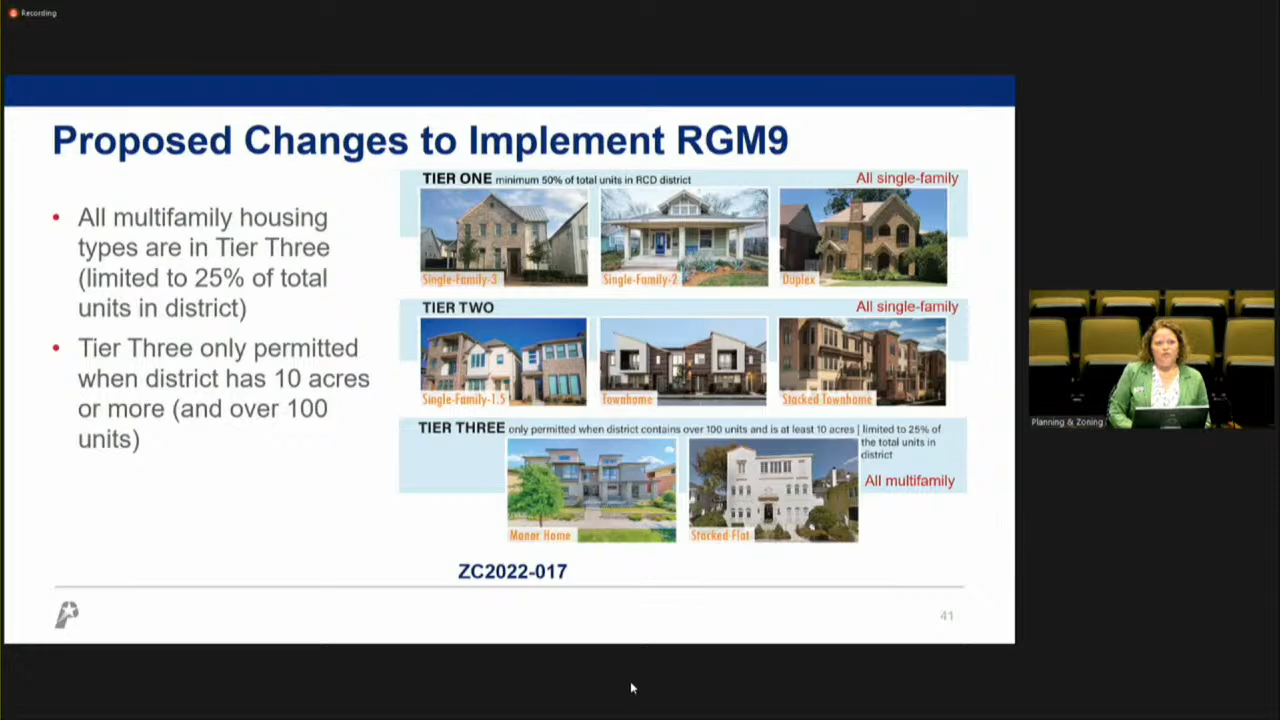 Recording
Proposed Changes to Implement RGM9
• All multifamily housing
types are in Tier Three
(limited to 25% of total
units in district)
• Tier Three only permitted
when district has 10 acres
or more (and over 100
units)
TIER ONE minimum 50% of total units in RCD district
All single-family
Single-Family-3
Single-Family-2
Duplex
TIER TWO
All single-family
Single-Family-1.5
Townhome
Stacked Townhome
TIER THREE only permitted when district contains over 100 units and is at least 10 acres | limited to 25% of
the total units in
district
All multifamily
Manor Home
Stacked Flat
ZC2022-017
41
Planning & Zoning